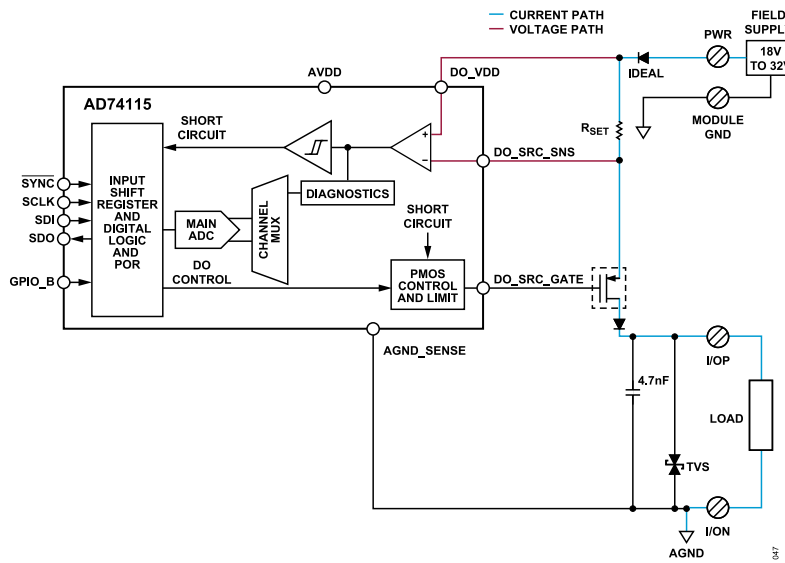 CURRENT PATH
VOLTAGE PATH
FIELD
SUPPLY
PWR
18V
TO 32V
IDEAL
AVDD
DO_VDD
AD74115
MODULE
GND
SHORT
CIRCUIT
RSET
+
−
DO_SRC_SNS
INPUT
SHIFT
REGISTER
AND
DIGITAL
LOGIC
AND
POR
SYNC
SCLK
SDI
SDO
GPIO_B
DIAGNOSTICS
MAIN
ADC
CHANNEL
MUX
SHORT
CIRCUIT
DO
CONTROL
PMOS
CONTROL
AND LIMIT
DO_SRC_GATE
AGND_SENSE
I/OP
4.7nF
LOAD
TVS
I/ON
AGND
047